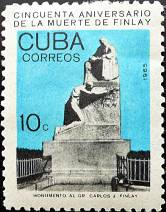 CINCUENTA ANIVERSARIO
DE LA MUERTE DE FINLAY
CUBA
CORREOS
1965
10c
MONUMENTO AL DR. CARLOS J. FINLAY